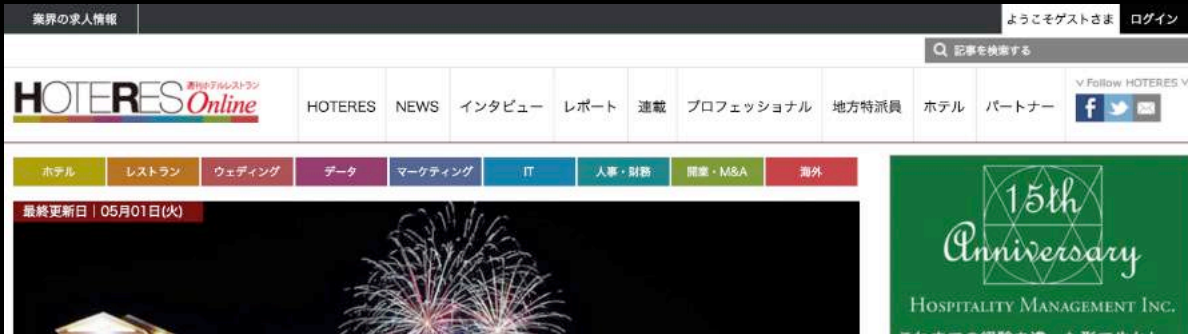 業界の求人情報
ようこそゲストさま ログイン
記事を検索する
HOTERES Online
週刊ホテルレストラン
HOTERES NEWS インタビュー レポート 連載 プロフェッショナル 地方特派員 ホテル パートナー
∨ Follow HOTERES ∨
ホテル レストラン ウェディング データ マーケティング IT 人事・財務 開業・M&A 海外
最終更新日｜05月01日(火)
15th
Anniversary
HOSPITALITY MANAGEMENT INC.